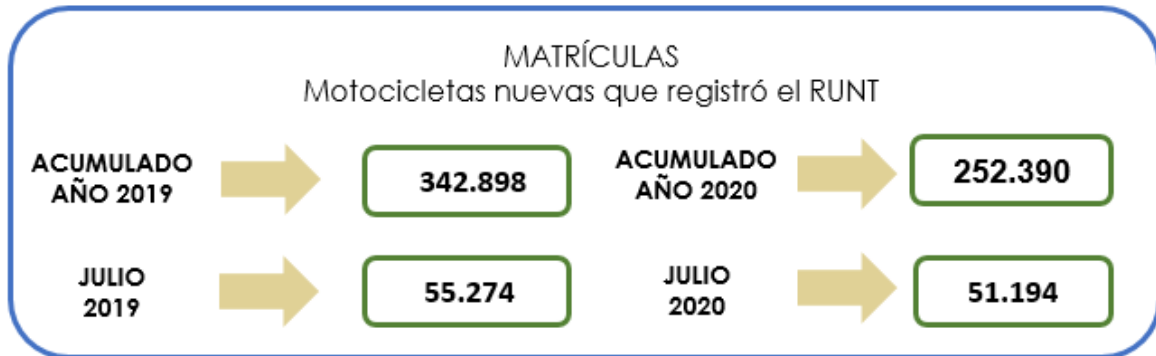 MATRÍCULAS
Motocicletas nuevas que registró el RUNT
ACUMULADO
AÑO 2019
342.898
ACUMULADO
AÑO 2020
252.390
JULIO
2019
55.274
JULIO
2020
51.194